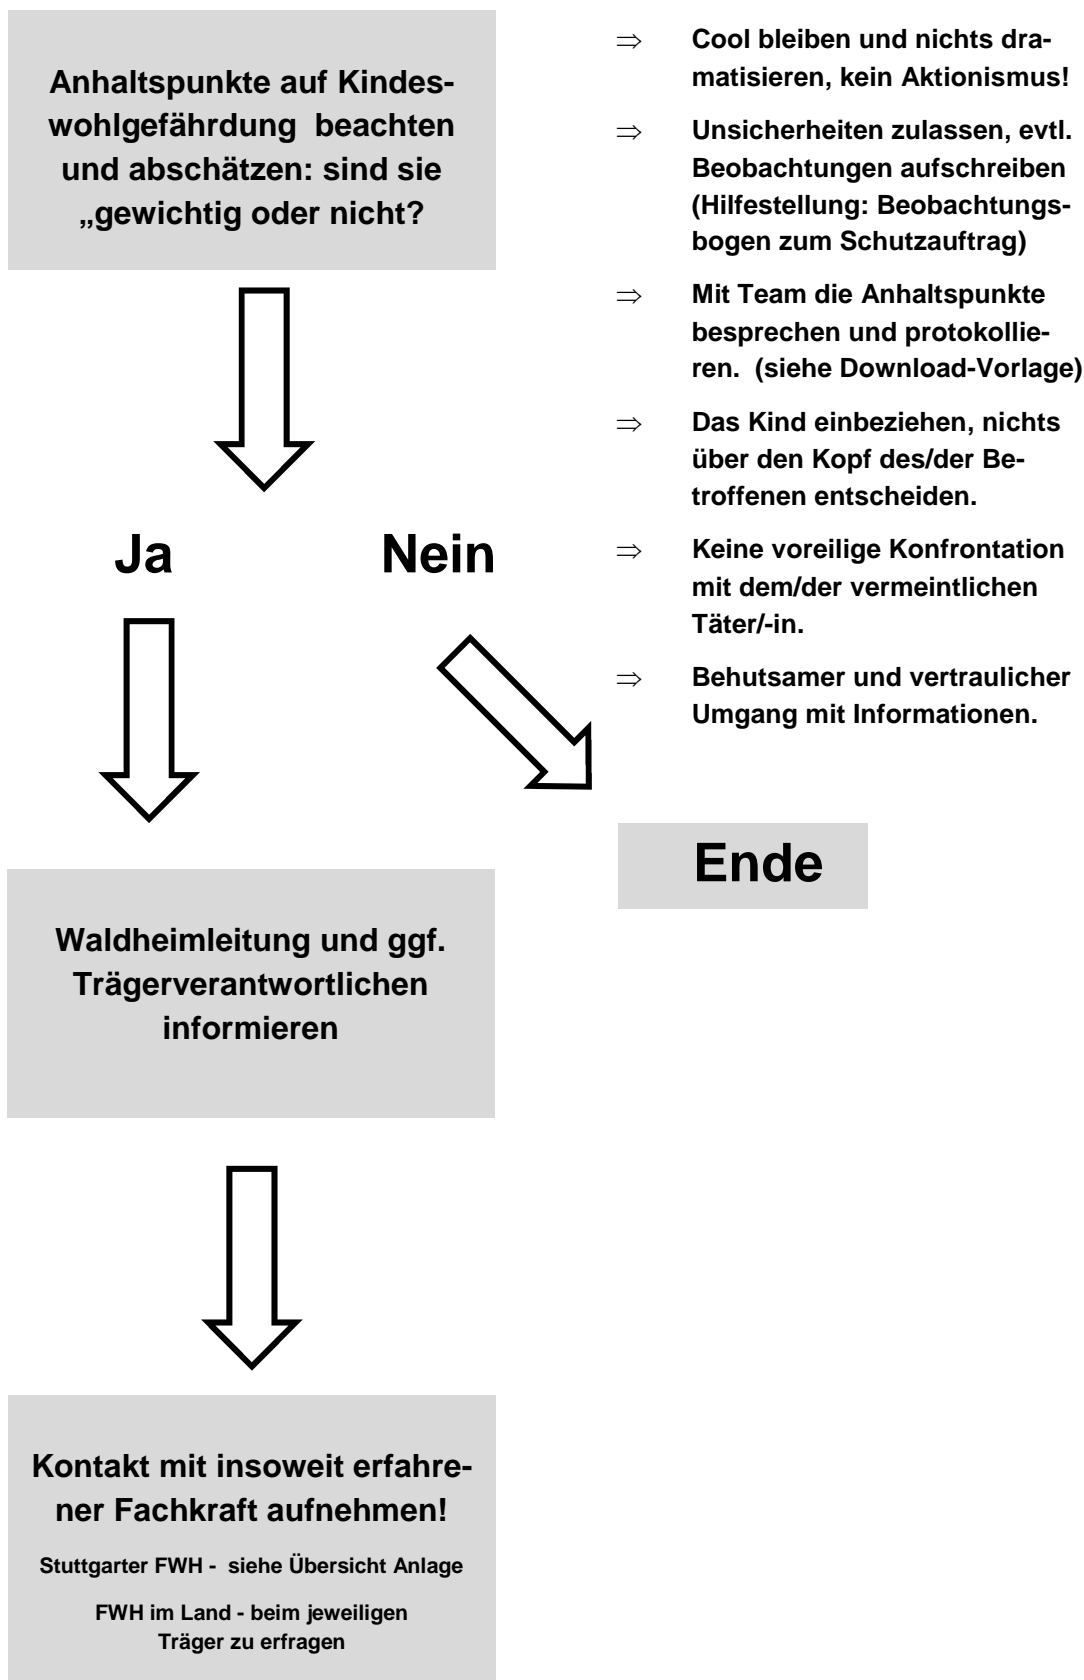 Anhaltspunkte auf Kindes-
wohlgefährdung  beachten
und abschätzen: sind sie
„gewichtig oder nicht?
⇒ Cool bleiben und nichts dra-
matisieren, kein Aktionismus!
⇒ Unsicherheiten zulassen, evtl.
Beobachtungen aufschreiben
(Hilfestellung: Beobachtungs-
bogen zum Schutzauftrag)
⇒ Mit Team die Anhaltspunkte
besprechen und protokollie-
ren.  (siehe Download-Vorlage)
⇒ Das Kind einbeziehen, nichts
über den Kopf des/der Be-
troffenen entscheiden.
⇒ Keine voreilige Konfrontation
mit dem/der vermeintlichen
Täter/-in.
⇒ Behutsamer und vertraulicher
Umgang mit Informationen.
Ja
Nein
Ende
Waldheimleitung und ggf.
Trägerverantwortlichen
informieren
Kontakt mit insoweit erfahre-
ner Fachkraft aufnehmen!
Stuttgarter FWH -  siehe Übersicht Anlage
FWH im Land - beim jeweiligen
Träger zu erfragen